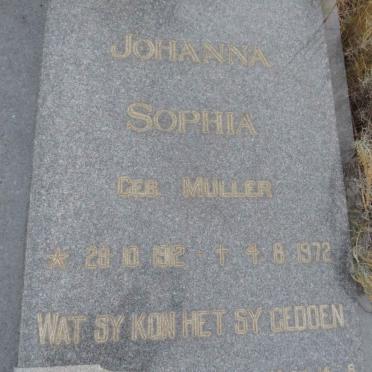 JOHANNA
SOPHIA
GEB MULLER
☆ 28·10·1912 - † 4·8·1972
WAT SY KON HET SY GEDOEN